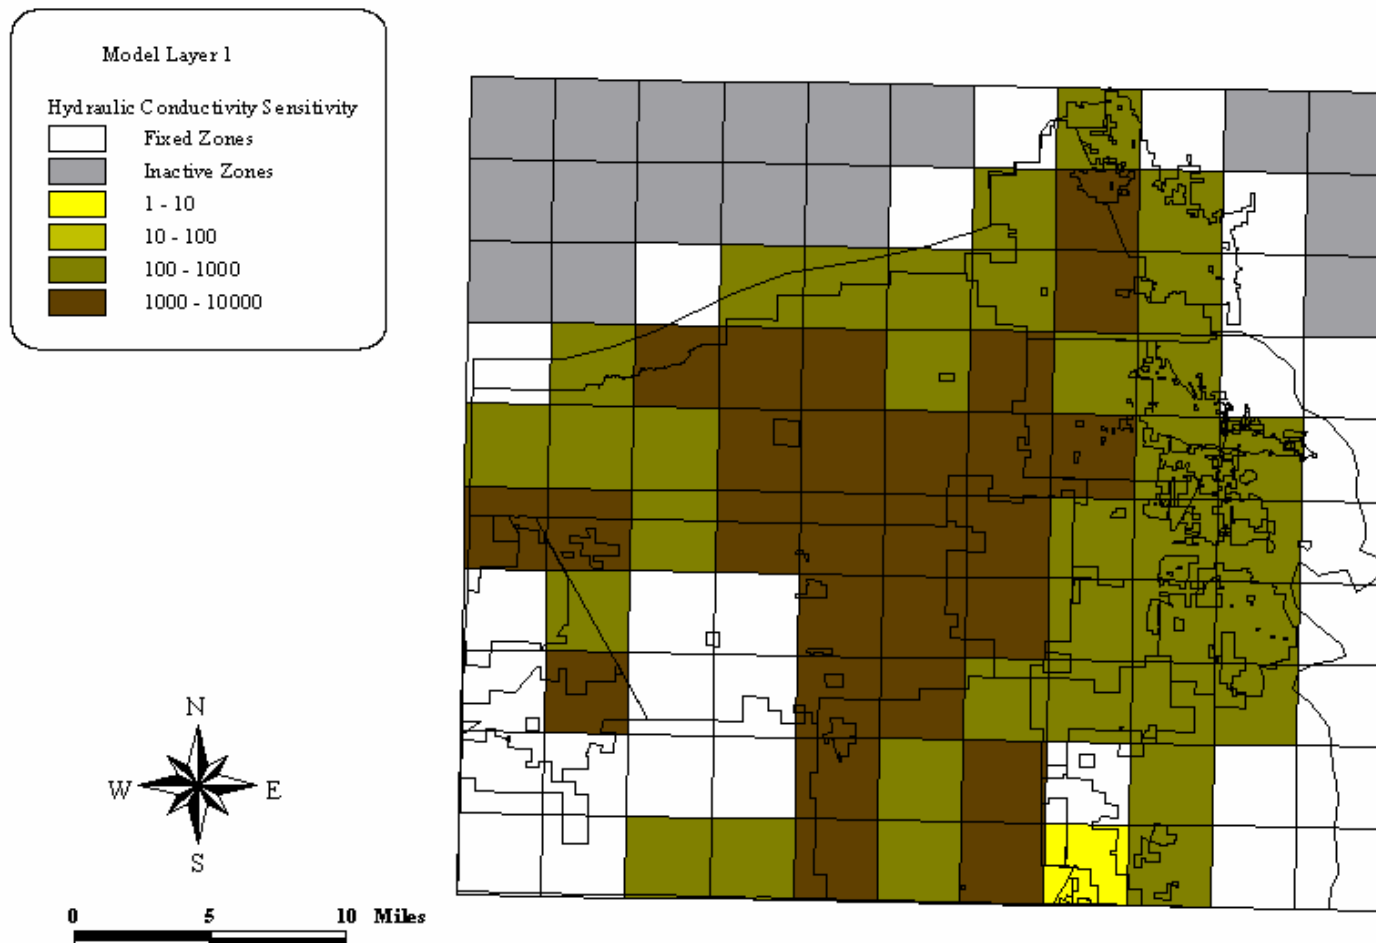 Model Layer 1
Hydraulic Conductivity Sensitivity
Fixed Zones
Inactive Zones
1 - 10
10 - 100
100 - 1000
1000 - 10000
N
W E
S
0 5 10 Miles